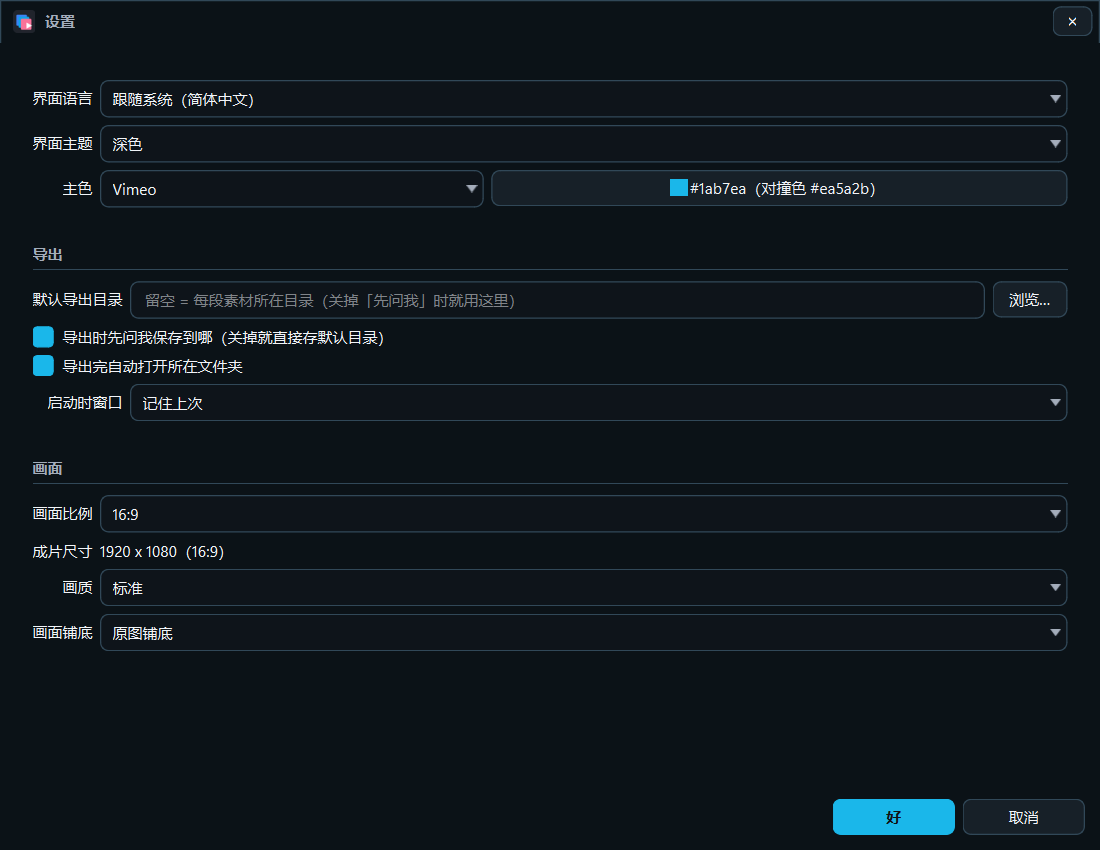 设置
×
界面语言 跟随系统（简体中文）
界面主题 深色
主色 Vimeo #1ab7ea（对撞色 #ea5a2b）
导出
默认导出目录 留空 = 每段素材所在目录（关掉「先问我」时就用这里） 浏览...
导出时先问我保存到哪（关掉就直接存默认目录）
导出完自动打开所在文件夹
启动时窗口 记住上次
画面
画面比例 16:9
成片尺寸 1920 x 1080（16:9）
画质 标准
画面铺底 原图铺底
好 取消